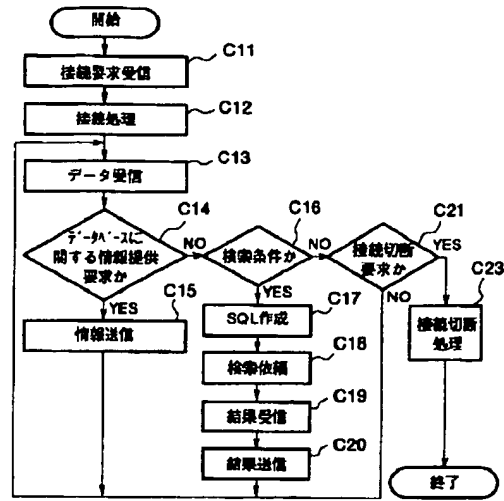 開始
C11
接続要求受信
C12
接続処理
C13
データ受信
C14
データベースに
関する情報提供
要求か
NO
C16
検索条件か
NO
C21
接続切断
要求か
YES
YES
C15
情報送信
YES
C17
SQL作成
NO
C23
接続切断
処理
C18
検索依頼
C19
結果受信
C20
結果送信
終了